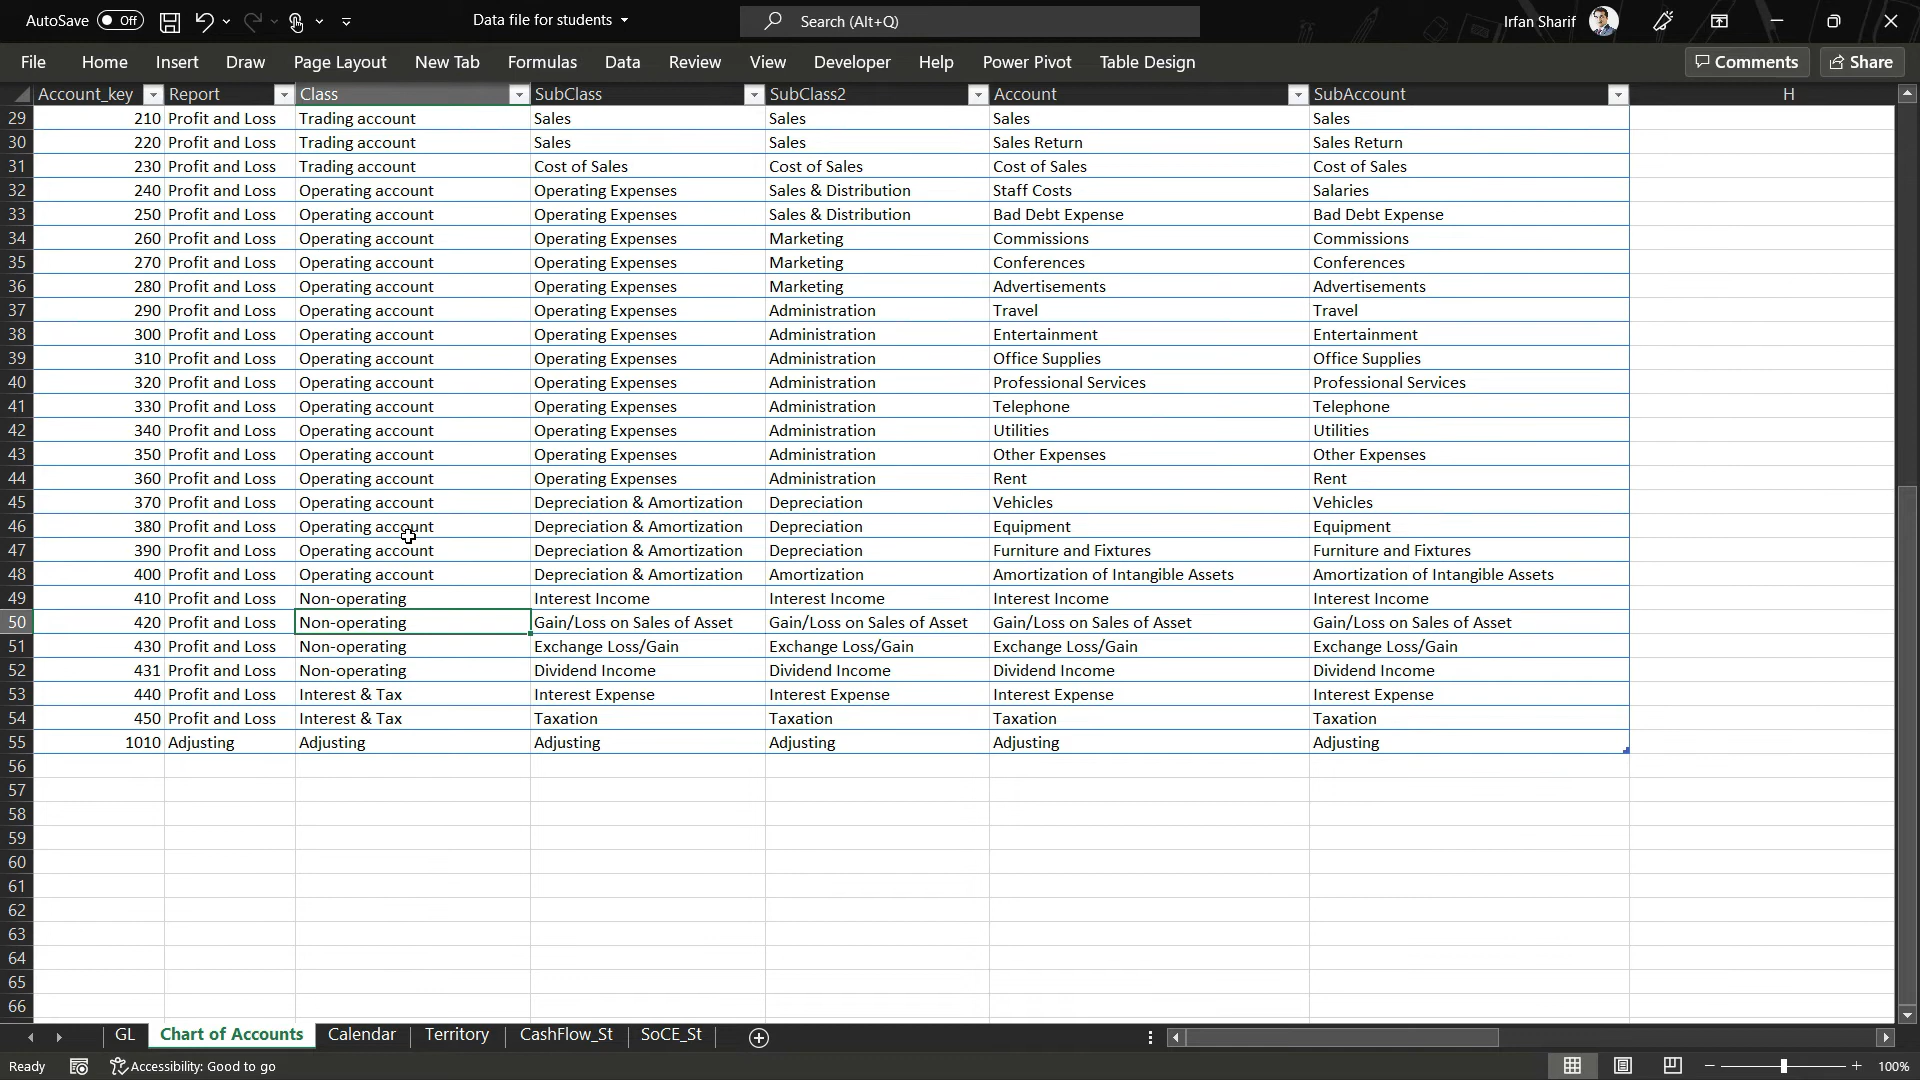 AutoSave Off Data file for students Search (Alt+Q) Irfan Sharif
File Home Insert Draw Page Layout New Tab Formulas Data Review View Developer Help Power Pivot Table Design Comments Share
Account_key Report Class SubClass SubClass2 Account SubAccount H
29 210 Profit and Loss Trading account Sales Sales Sales Sales
30 220 Profit and Loss Trading account Sales Sales Sales Return Sales Return
31 230 Profit and Loss Trading account Cost of Sales Cost of Sales Cost of Sales Cost of Sales
32 240 Profit and Loss Operating account Operating Expenses Sales & Distribution Staff Costs Salaries
33 250 Profit and Loss Operating account Operating Expenses Sales & Distribution Bad Debt Expense Bad Debt Expense
34 260 Profit and Loss Operating account Operating Expenses Marketing Commissions Commissions
35 270 Profit and Loss Operating account Operating Expenses Marketing Conferences Conferences
36 280 Profit and Loss Operating account Operating Expenses Marketing Advertisements Advertisements
37 290 Profit and Loss Operating account Operating Expenses Administration Travel Travel
38 300 Profit and Loss Operating account Operating Expenses Administration Entertainment Entertainment
39 310 Profit and Loss Operating account Operating Expenses Administration Office Supplies Office Supplies
40 320 Profit and Loss Operating account Operating Expenses Administration Professional Services Professional Services
41 330 Profit and Loss Operating account Operating Expenses Administration Telephone Telephone
42 340 Profit and Loss Operating account Operating Expenses Administration Utilities Utilities
43 350 Profit and Loss Operating account Operating Expenses Administration Other Expenses Other Expenses
44 360 Profit and Loss Operating account Operating Expenses Administration Rent Rent
45 370 Profit and Loss Operating account Depreciation & Amortization Depreciation Vehicles Vehicles
46 380 Profit and Loss Operating account Depreciation & Amortization Depreciation Equipment Equipment
47 390 Profit and Loss Operating account Depreciation & Amortization Depreciation Furniture and Fixtures Furniture and Fixtures
48 400 Profit and Loss Operating account Depreciation & Amortization Amortization Amortization of Intangible Assets Amortization of Intangible Assets
49 410 Profit and Loss Non-operating Interest Income Interest Income Interest Income Interest Income
50 420 Profit and Loss Non-operating Gain/Loss on Sales of Asset Gain/Loss on Sales of Asset Gain/Loss on Sales of Asset Gain/Loss on Sales of Asset
51 430 Profit and Loss Non-operating Exchange Loss/Gain Exchange Loss/Gain Exchange Loss/Gain Exchange Loss/Gain
52 431 Profit and Loss Non-operating Dividend Income Dividend Income Dividend Income Dividend Income
53 440 Profit and Loss Interest & Tax Interest Expense Interest Expense Interest Expense Interest Expense
54 450 Profit and Loss Interest & Tax Taxation Taxation Taxation Taxation
55 1010 Adjusting Adjusting Adjusting Adjusting Adjusting Adjusting
56
57
58
59
60
61
62
63
64
65
66
GL Chart of Accounts Calendar Territory CashFlow_St SoCE_St
Ready Accessibility: Good to go 100%